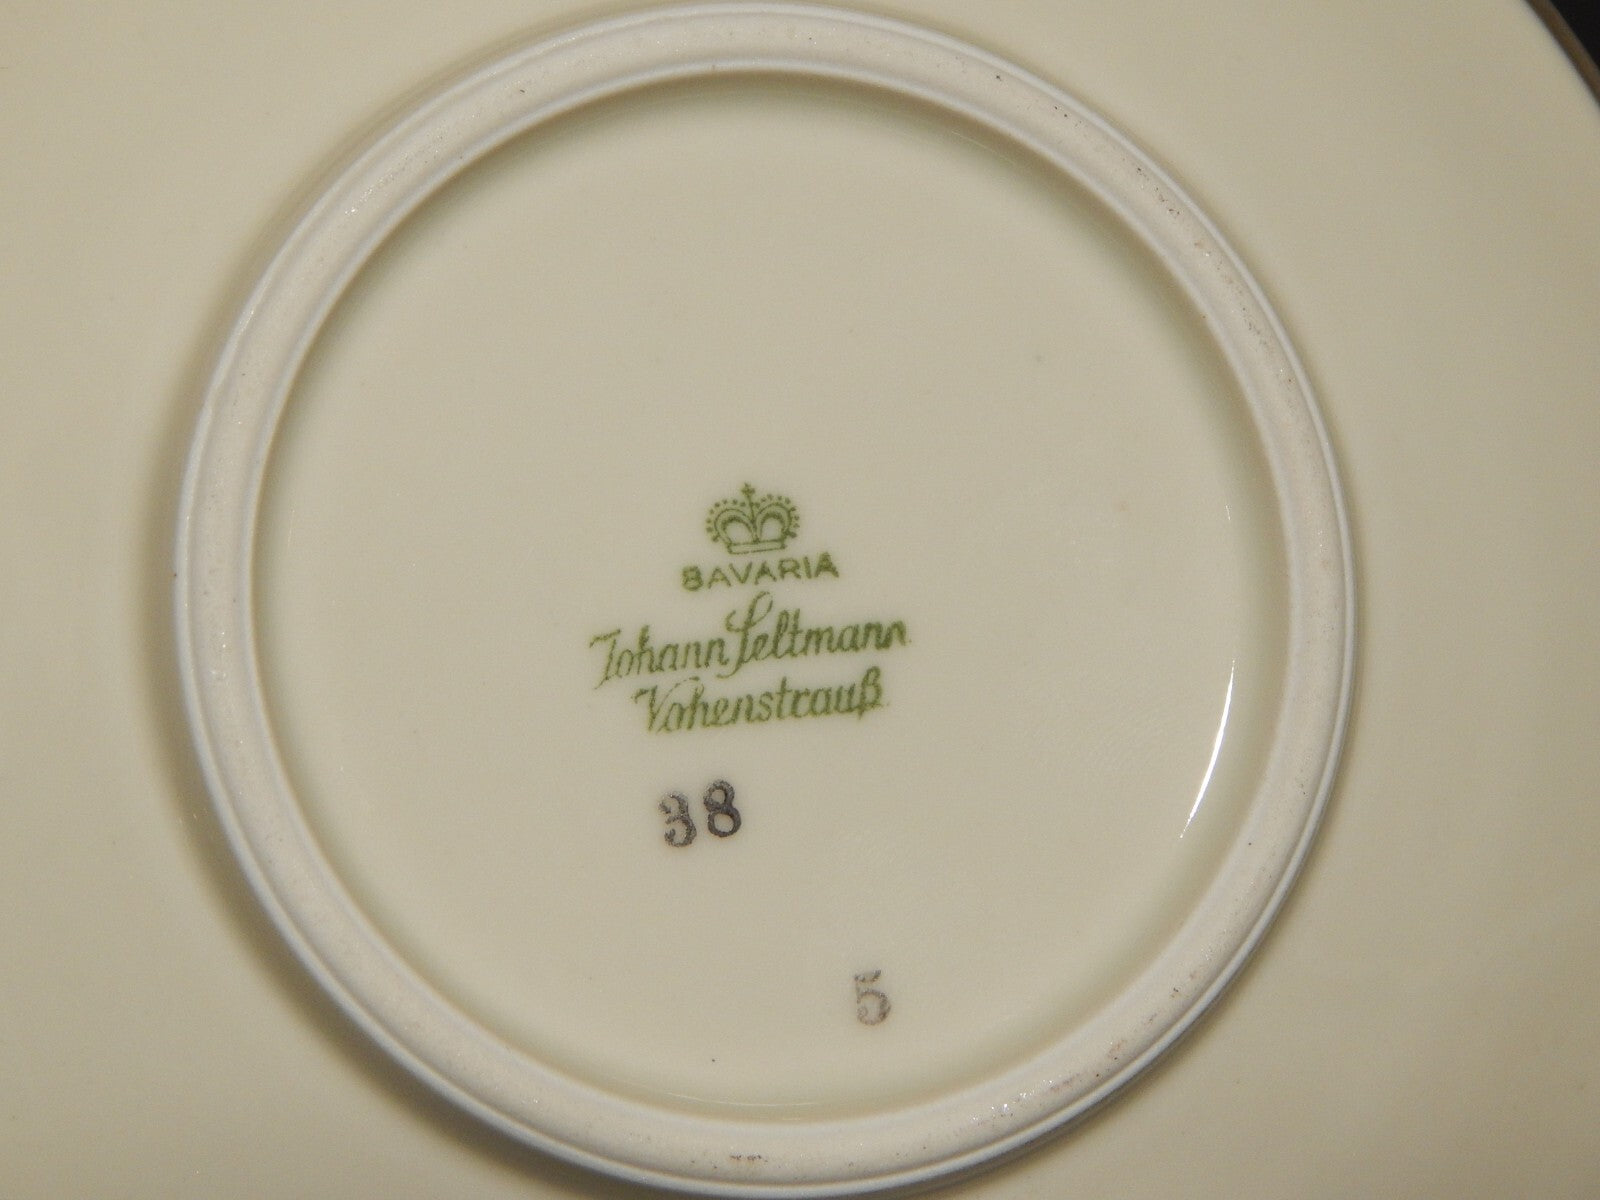 BAVARIA
Johann Seltmann
Vohenstrauß
38
5